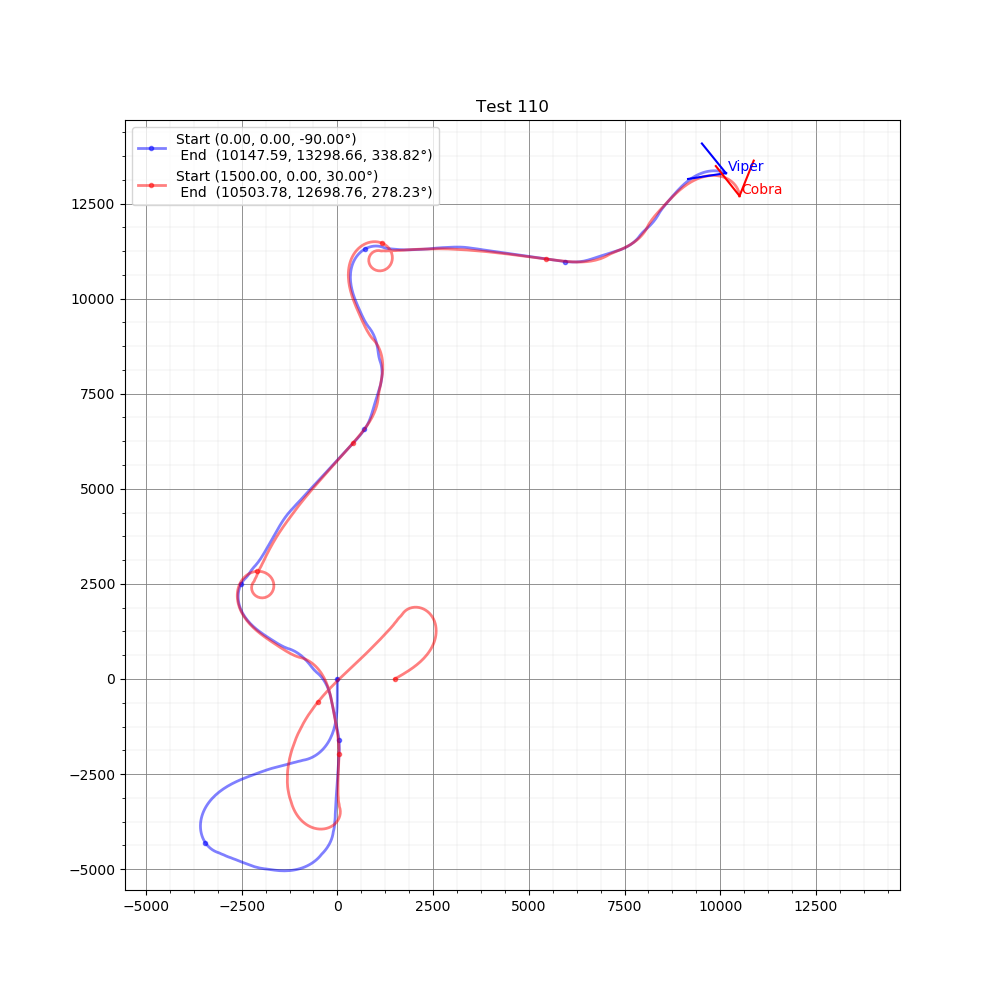 Test 110
Start (0.00, 0.00, -90.00°)
End  (10147.59, 13298.66, 338.82°)
Start (1500.00, 0.00, 30.00°)
End  (10503.78, 12698.76, 278.23°)
Viper
Cobra
12500
10000
7500
5000
2500
0
−2500
−5000
−5000 −2500 0 2500 5000 7500 10000 12500